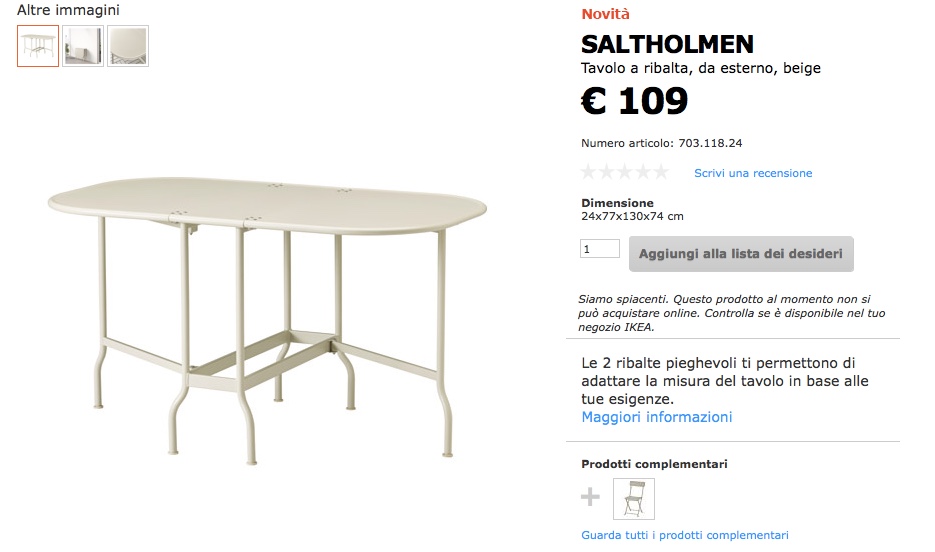 Altre immagini
Novità
SALTHOLMEN
Tavolo a ribalta, da esterno, beige
€ 109
Numero articolo: 703.118.24
Scrivi una recensione
Dimensione
24x77x130x74 cm
1
Aggiungi alla lista dei desideri
Siamo spiacenti. Questo prodotto al momento non si
può acquistare online. Controlla se è disponibile nel tuo
negozio IKEA.
Le 2 ribalte pieghevoli ti permettono di
adattare la misura del tavolo in base alle
tue esigenze.
Maggiori informazioni
Prodotti complementari
Guarda tutti i prodotti complementari